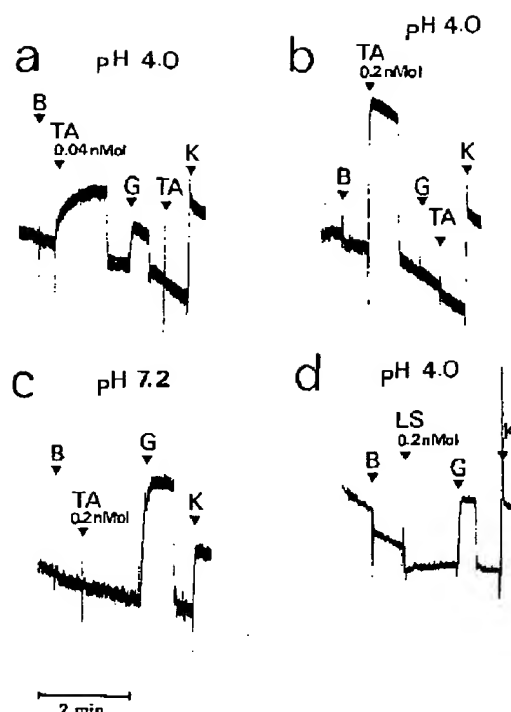 a
pH 4.0
B
TA
0.04 nMol
G
TA
K
b
pH 4.0
TA
0.2 nMol
B
G
TA
K
c
pH 7.2
B
TA
0.2 nMol
G
K
2 min
d
pH 4.0
LS
0.2 nMol
B
G
K